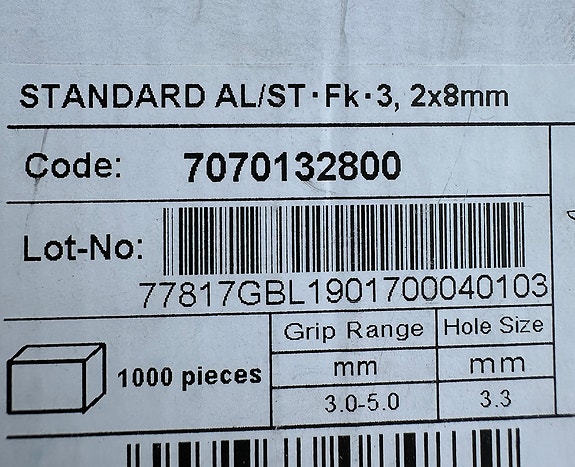 STANDARD AL/ST·Fk·3, 2x8mm
Code: 7070132800
Lot-No:
77817GBL1901700040103
Grip Range Hole Size
mm mm
1000 pieces
3.0-5.0 3.3